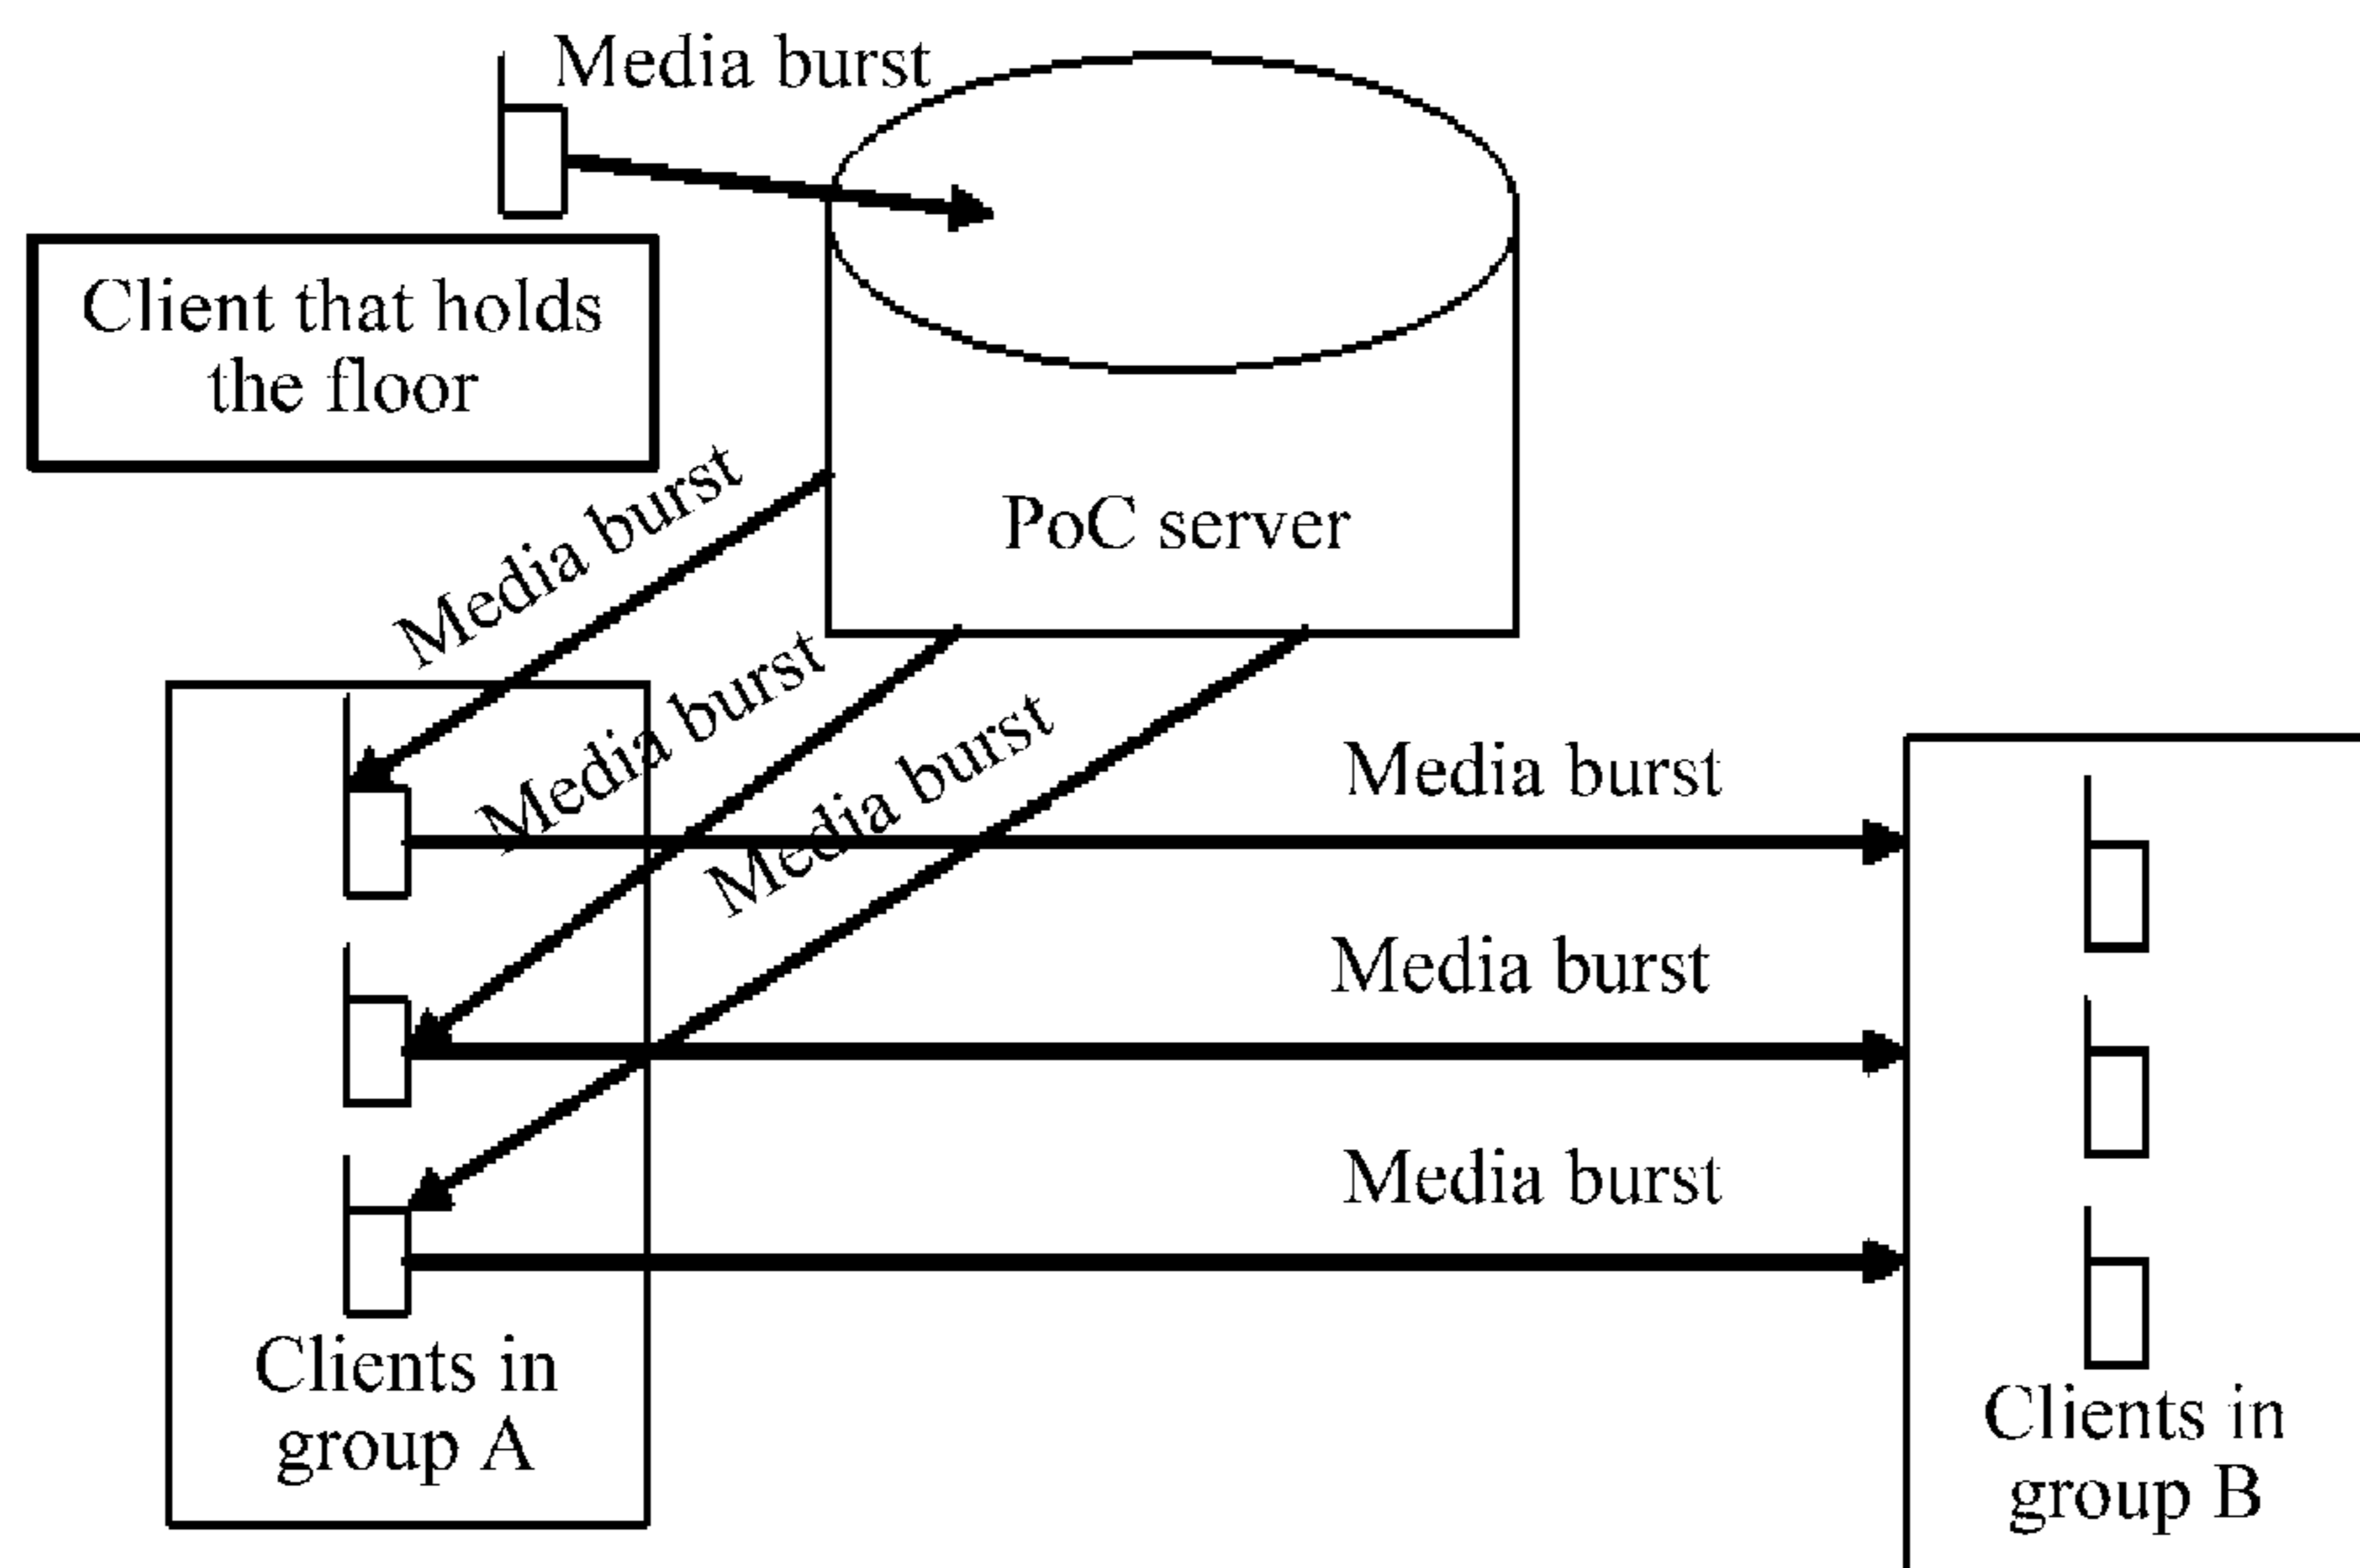 Media burst
Client that holds
the floor
PoC server
Media burst
Media burst
Media burst
Media burst
Media burst
Media burst
Clients in
group A
Clients in
group B